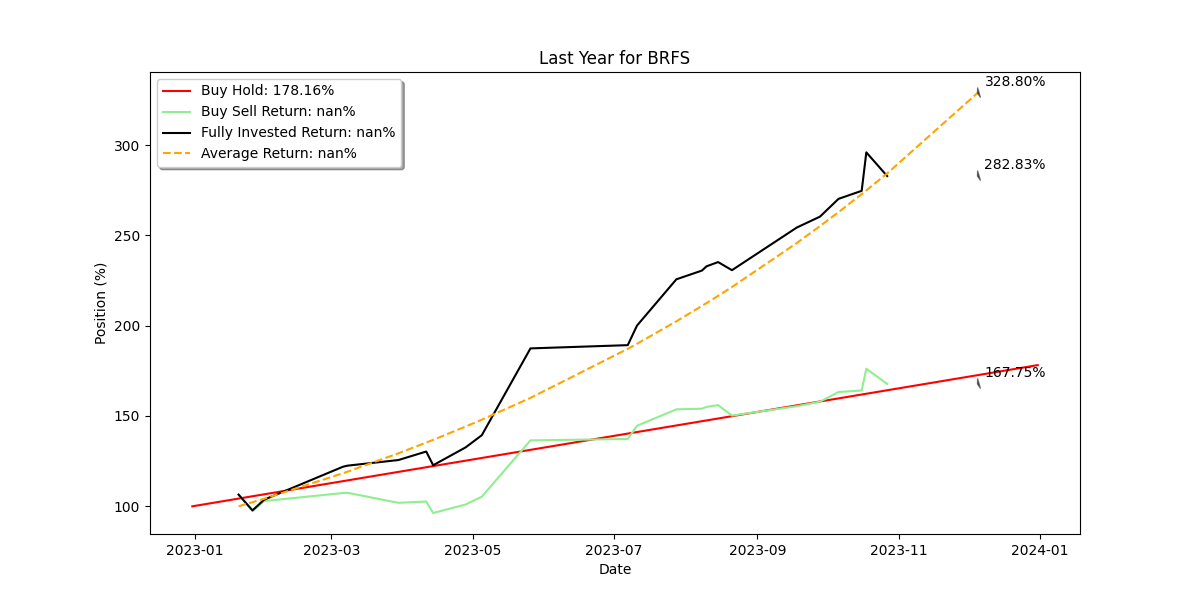 Last Year for BRFS
Buy Hold: 178.16%
Buy Sell Return: nan%
Fully Invested Return: nan%
Average Return: nan%
328.80%
282.83%
167.75%
Position (%)
300
250
200
150
100
2023-01
2023-03
2023-05
2023-07
2023-09
2023-11
2024-01
Date